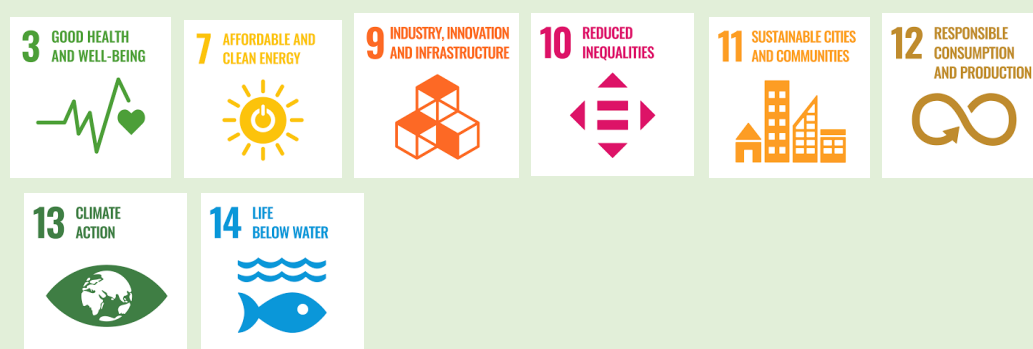 3 GOOD HEALTH
AND WELL-BEING
7 AFFORDABLE AND
CLEAN ENERGY
9 INDUSTRY, INNOVATION
AND INFRASTRUCTURE
10 REDUCED
INEQUALITIES
11 SUSTAINABLE CITIES
AND COMMUNITIES
12 RESPONSIBLE
CONSUMPTION
AND PRODUCTION
13 CLIMATE
ACTION
14 LIFE
BELOW WATER